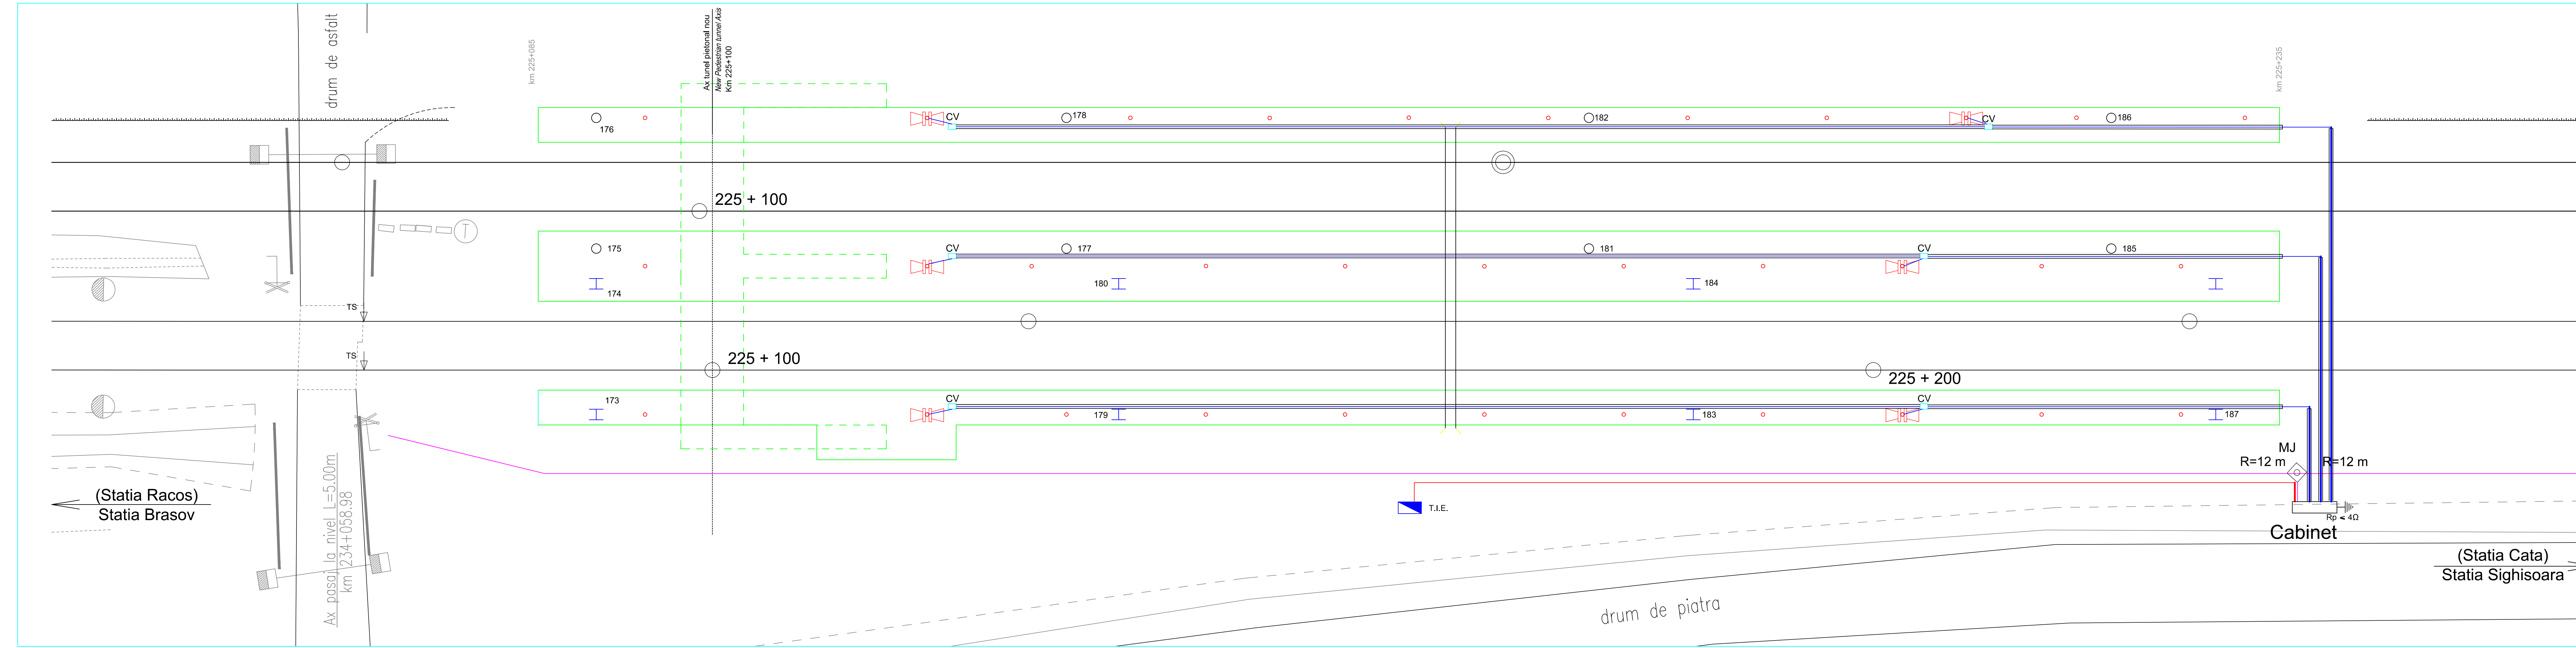 drum de asfalt
km 225+085
Ax tunel pietonal nou
New Pedestrian tunnel Axis
Km 225+100
km 225+235
176
CV
178
182
CV
186
225 + 100
T
175
CV
177
181
CV
185
174
180
184
TS
TS
225 + 100
225 + 200
173
CV
179
CV
183
187
MJ
R=12 m
R=12 m
(Statia Racos)
Statia Brasov
Ax pasaj la nivel L=5.00m
km 234+058.98
T.I.E.
Rp ≤ 4Ω
Cabinet
(Statia Cata)
Statia Sighisoara
drum de piatra